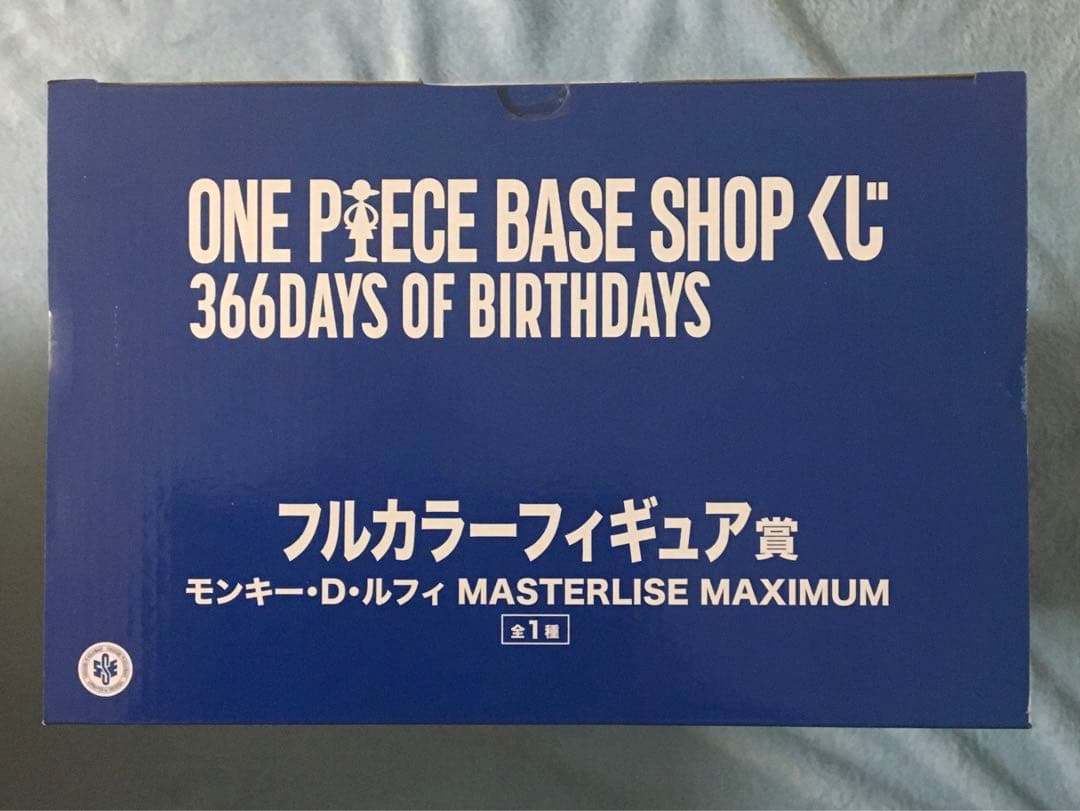 ONE PIECE BASE SHOP くじ
366DAYS OF BIRTHDAYS
フルカラーフィギュア賞
モンキー・D・ルフィ MASTERLISE MAXIMUM
全1種